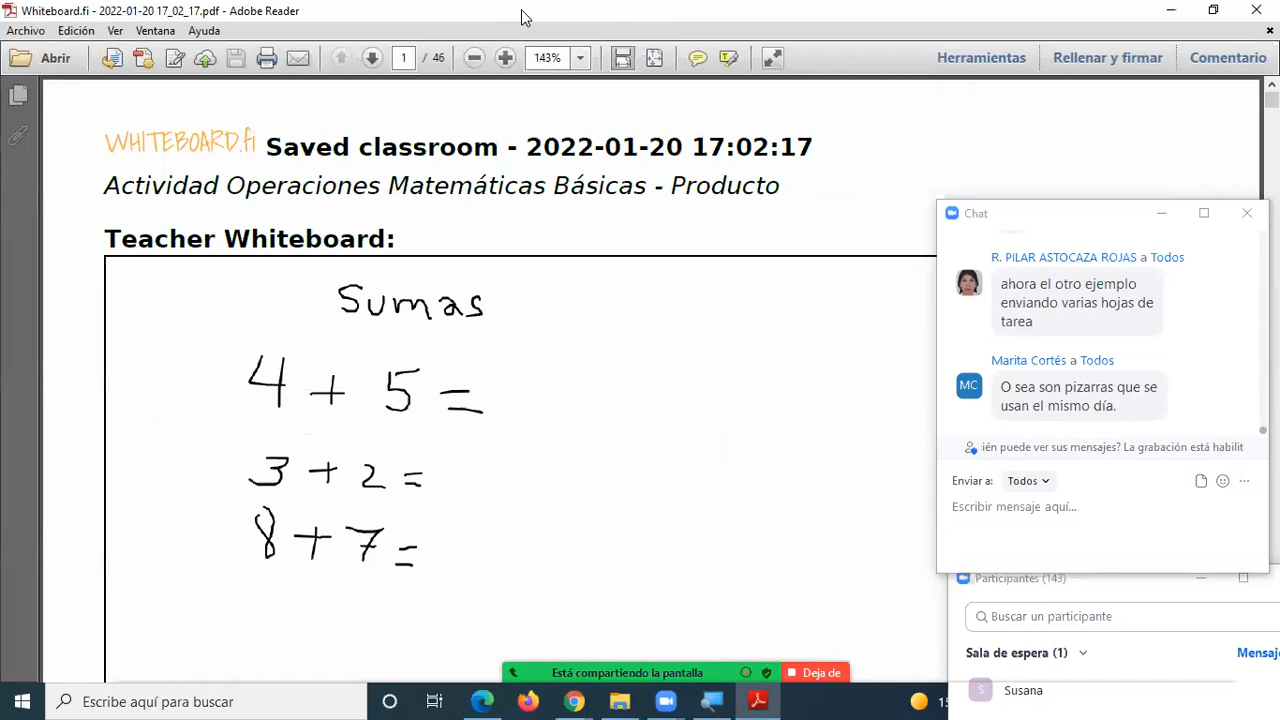 Whiteboard.fi - 2022-01-20 17_02_17.pdf - Adobe Reader
Archivo Edición Ver Ventana Ayuda
Abrir 1 / 46 143% Herramientas Rellenar y firmar Comentario
WHITEBOARD.fi Saved classroom - 2022-01-20 17:02:17
Actividad Operaciones Matemáticas Básicas - Producto
Teacher Whiteboard:
Sumas
4 + 5 =
3 + 2 =
8 + 7 =
Chat
R. PILAR ASTOCAZA ROJAS a Todos
ahora el otro ejemplo
enviando varias hojas de
tarea
Marita Cortés a Todos
MC
O sea son pizarras que se
usan el mismo día.
ién puede ver sus mensajes? La grabación está habilit
Enviar a: Todos
Escribir mensaje aquí...
Participantes (143)
Buscar un participante
Sala de espera (1) Mensaj
S Susana
Está compartiendo la pantalla Deja de
Escribe aquí para buscar